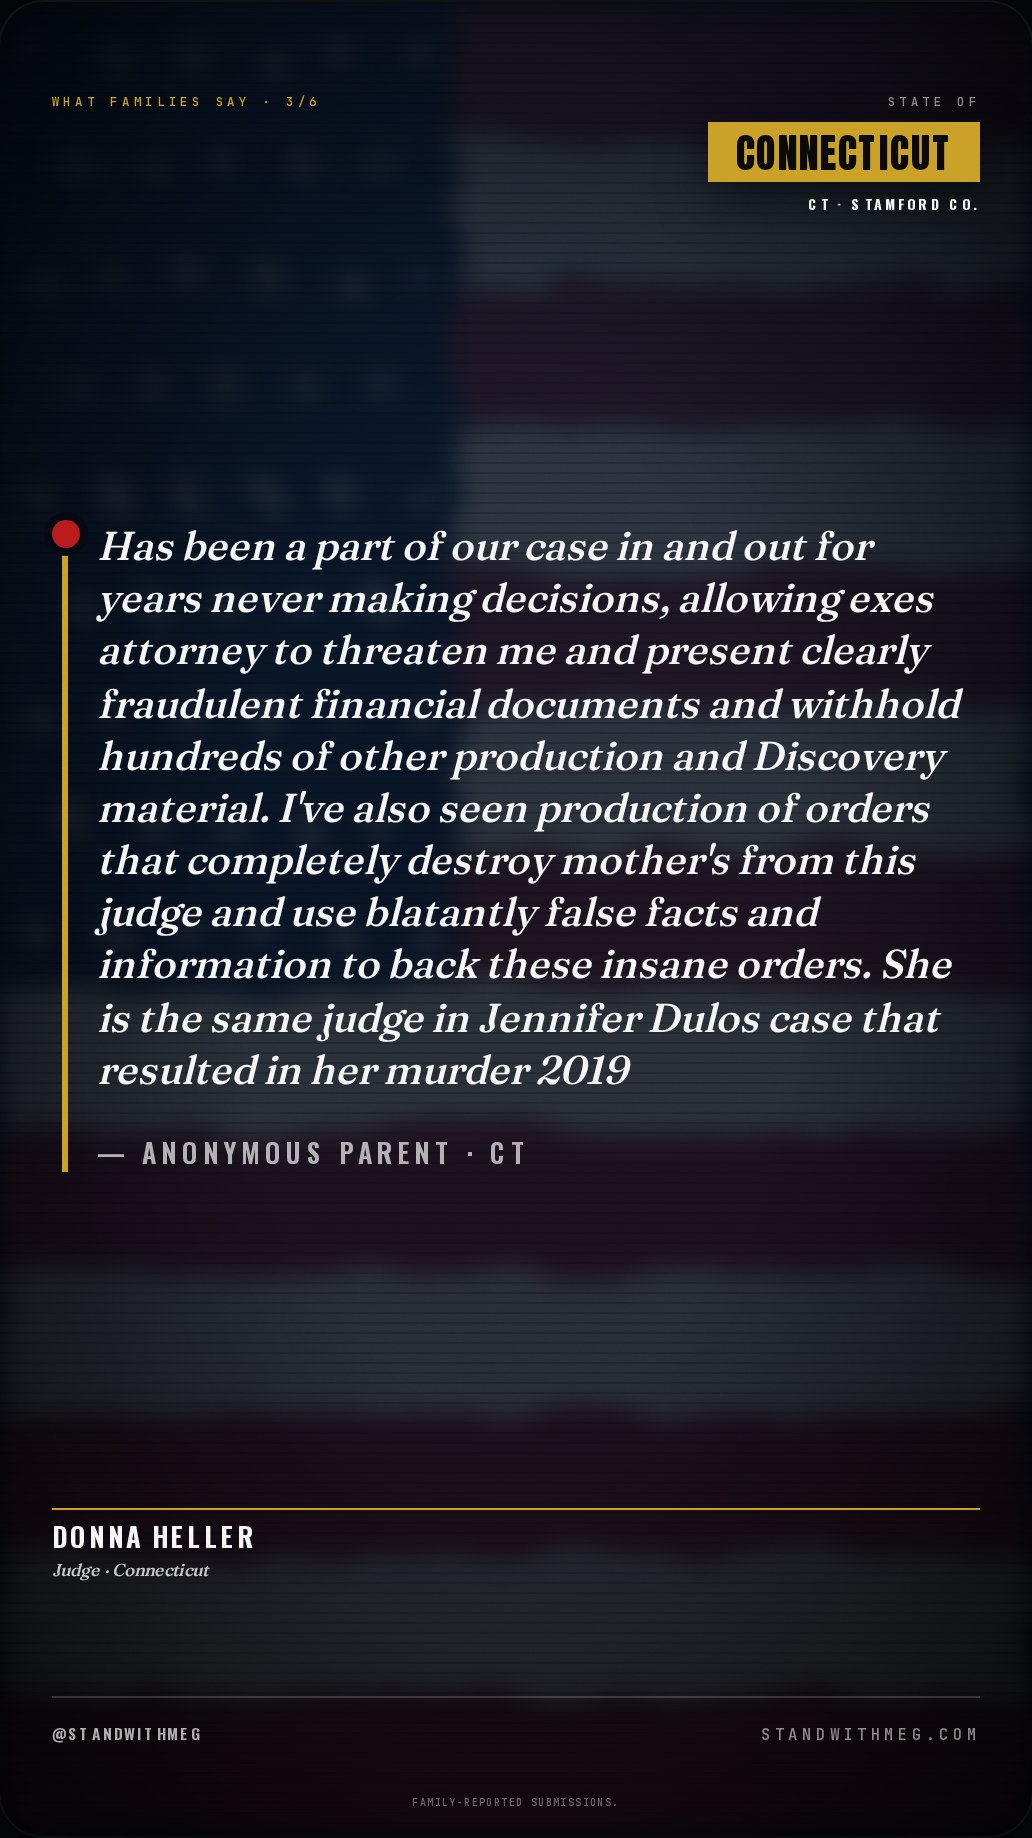 WHAT FAMILIES SAY · 3/6
STATE OF
CONNECTICUT
CT · STAMFORD CO.
Has been a part of our case in and out for
years never making decisions, allowing exes
attorney to threaten me and present clearly
fraudulent financial documents and withhold
hundreds of other production and Discovery
material. I've also seen production of orders
that completely destroy mother's from this
judge and use blatantly false facts and
information to back these insane orders. She
is the same judge in Jennifer Dulos case that
resulted in her murder 2019
— ANONYMOUS PARENT · CT
DONNA HELLER
Judge · Connecticut
@STANDWITHMEG
STANDWITHMEG.COM
FAMILY-REPORTED SUBMISSIONS.